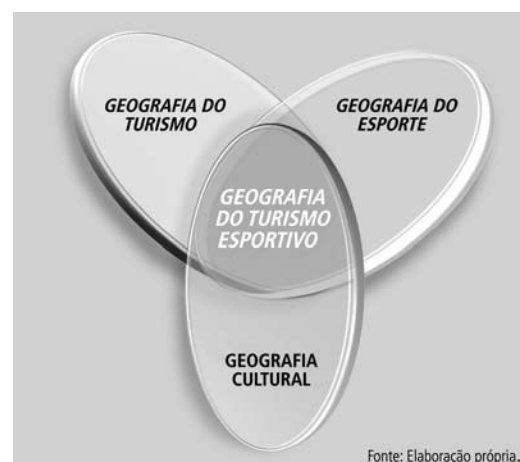 GEOGRAFIA DO
TURISMO
GEOGRAFIA DO
ESPORTE
GEOGRAFIA
DO TURISMO
ESPORTIVO
GEOGRAFIA
CULTURAL
Fonte: Elaboração própria.